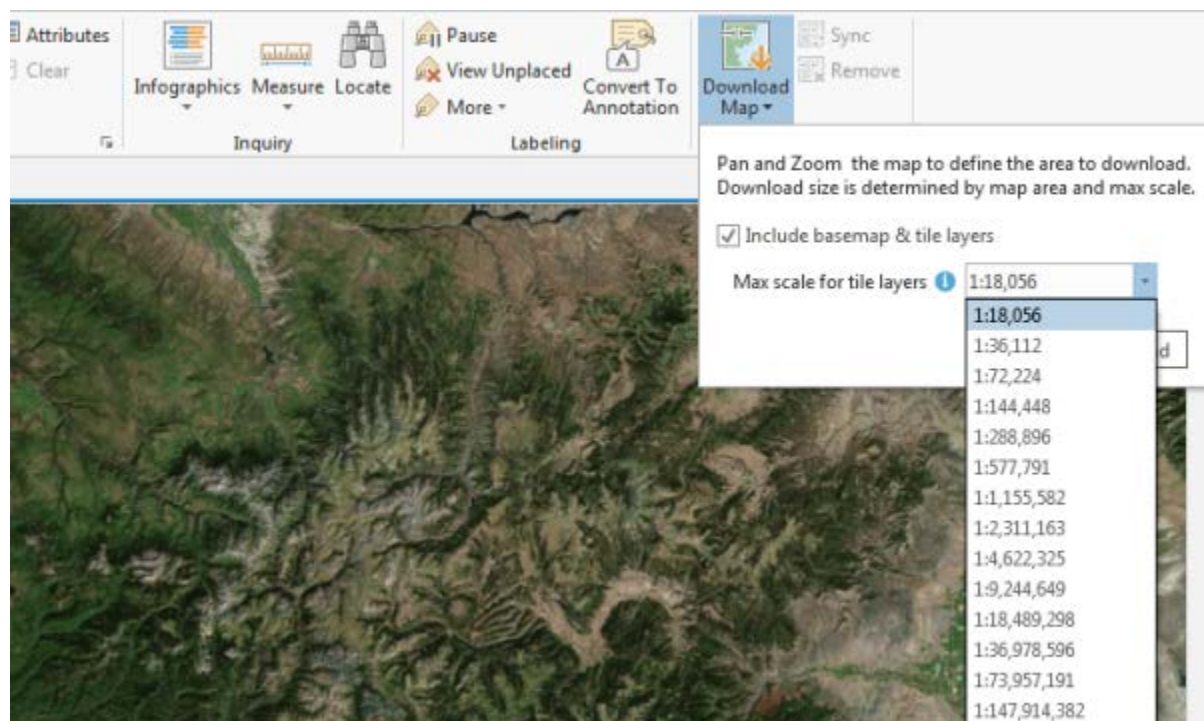 Attributes
Clear
Infographics
Measure
Locate
Inquiry
Pause
View Unplaced
More
Convert To
Annotation
Labeling
Download
Map
Sync
Remove
Pan and Zoom the map to define the area to download.
Download size is determined by map area and max scale.
Include basemap & tile layers
Max scale for tile layers
1:18,056
1:18,056
1:36,112
1:72,224
1:144,448
1:288,896
1:577,791
1:1,155,582
1:2,311,163
1:4,622,325
1:9,244,649
1:18,489,298
1:36,978,596
1:73,957,191
1:147,914,382